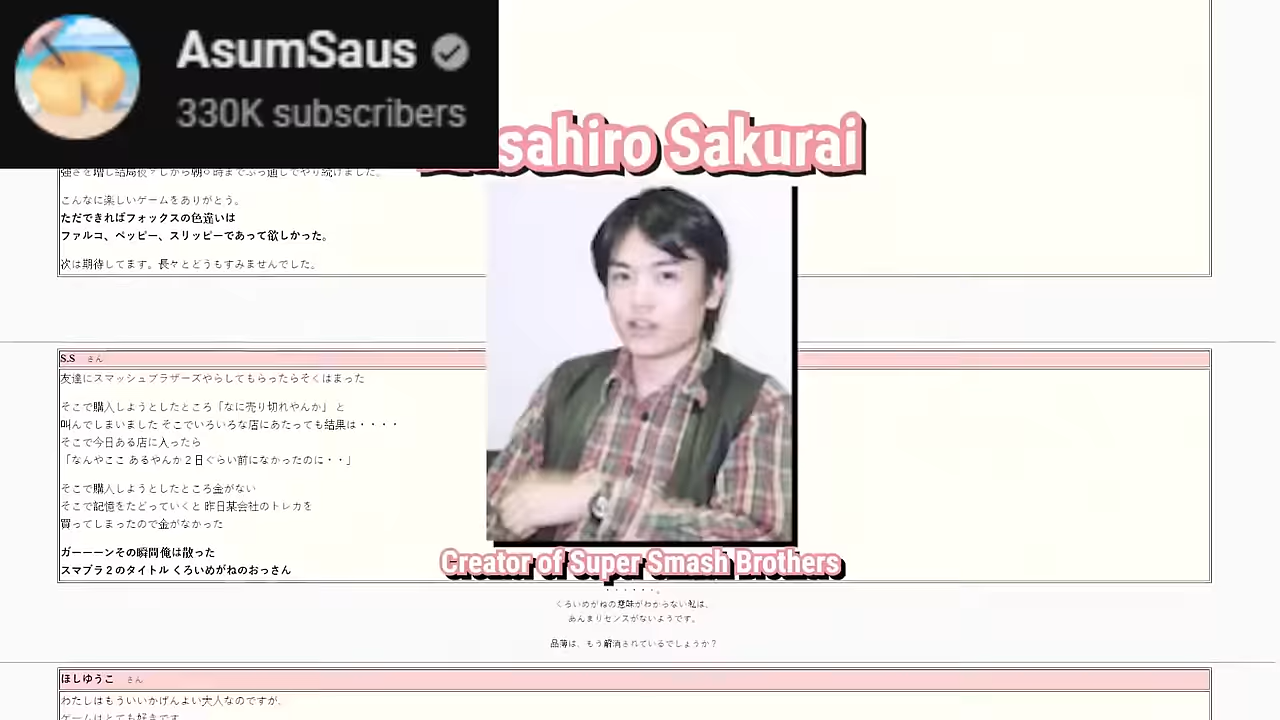 AsumSaus
330K subscribers
sahiro Sakurai
こんなに楽しいゲームをありがとう。
ただできればフォックスの色違いは
ファルコ、ペッピー、スリッピーであって欲しかった。
次は期待してます。長々とどうもすみませんでした。
S.S さん
友達にスマッシュブラザーズやらしてもらったらそくはまった
そこで購入しようとしたところ「なに売り切れやんか」 と
叫んでしまいました そこでいろいろな店にあたっても結果は・・・・
そこで今日ある店に入ったら
「なんやここ あるやんか２日ぐらい前になかったのに・・」
そこで購入しようとしたところ金がない
そこで記憶をたどっていくと 昨日某会社のトレカを
買ってしまったので金がなかった
ガーーーンその瞬間俺は散った
スマブラ２のタイトル くろいめがねのおっさん
Creator of Super Smash Brothers
・・・・・・。
くろいめがねの意味がわからない私は、
あんまりセンスがないようです。
品薄は、もう解消されているでしょうか？
ほしゆうこ さん
わたしはもういいかげんよい大人なのですが、
ゲームはとても好きです